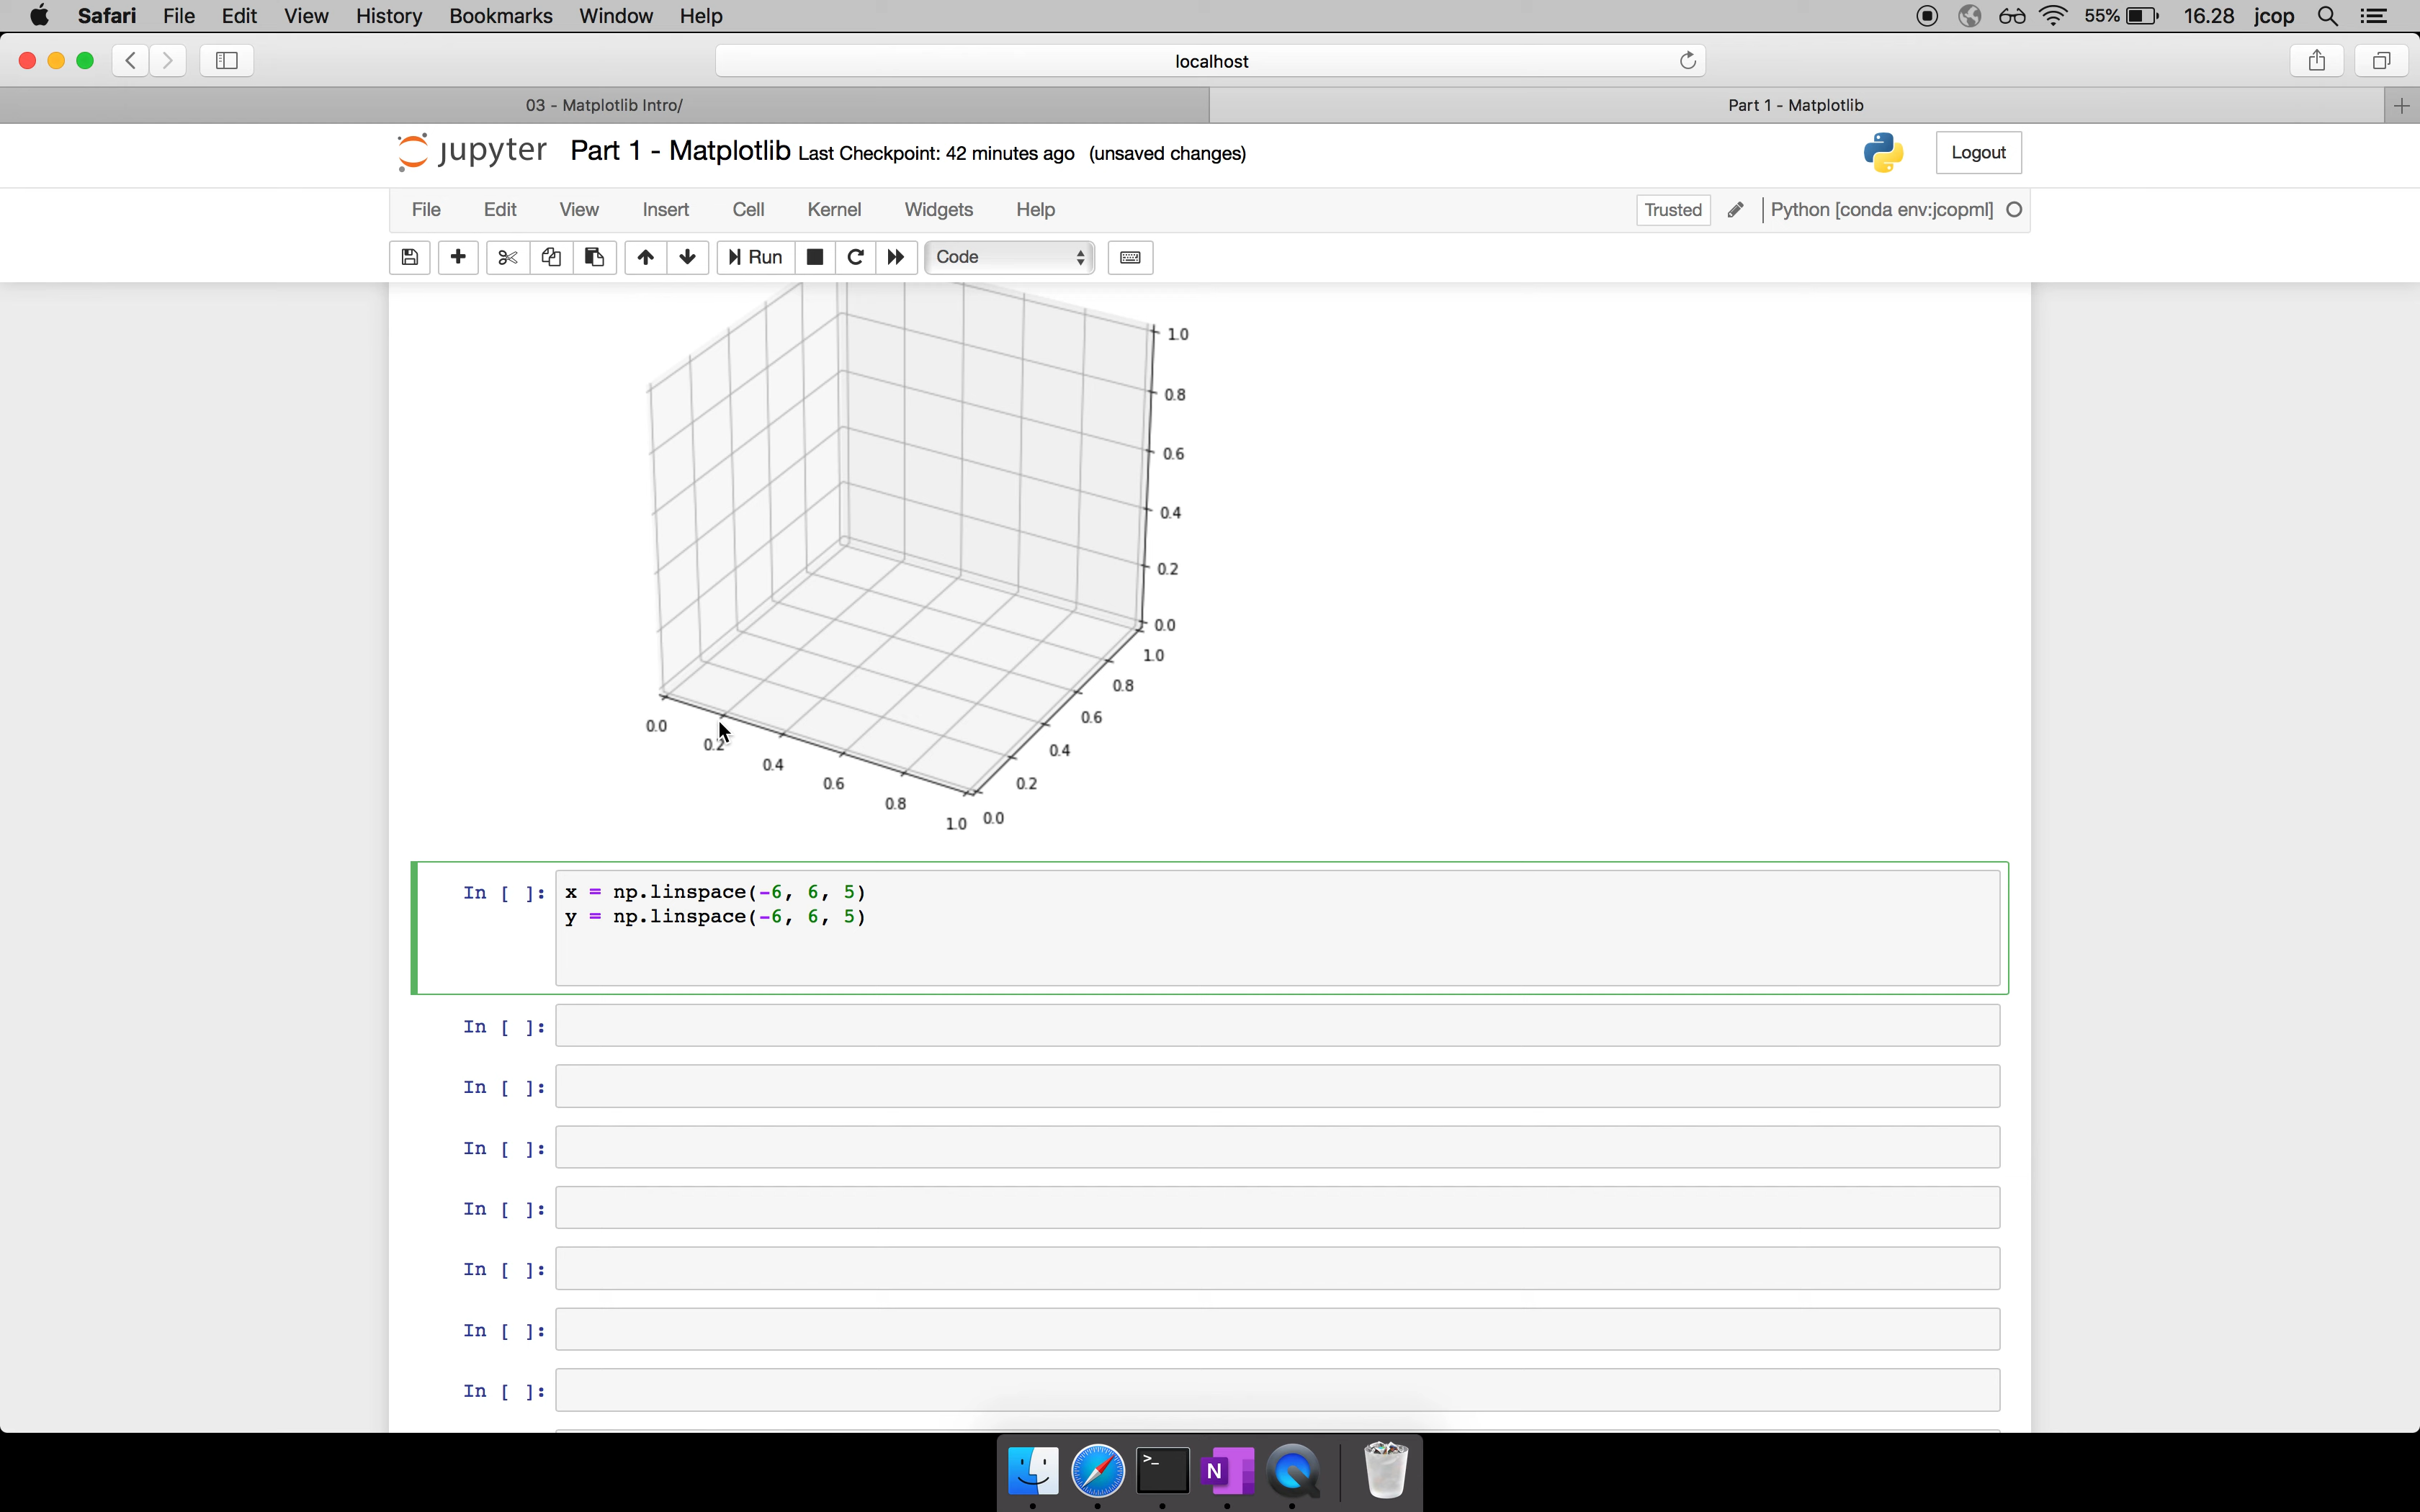 Safari File Edit View History Bookmarks Window Help 55% 16.28 jcop
localhost
03 - Matplotlib Intro/ Part 1 - Matplotlib
jupyter Part 1 - Matplotlib Last Checkpoint: 42 minutes ago (unsaved changes) Logout
File Edit View Insert Cell Kernel Widgets Help Trusted Python [conda env:jcopml]
Run Code
1.0
0.8
0.6
0.4
0.2
0.0
1.0
0.8
0.6
0.4
0.2
0.0
0.0
0.2
0.4
0.6
0.8
1.0
In [ ]: x = np.linspace(-6, 6, 5)
y = np.linspace(-6, 6, 5)
In [ ]:
In [ ]:
In [ ]:
In [ ]:
In [ ]:
In [ ]:
In [ ]:
>_ N